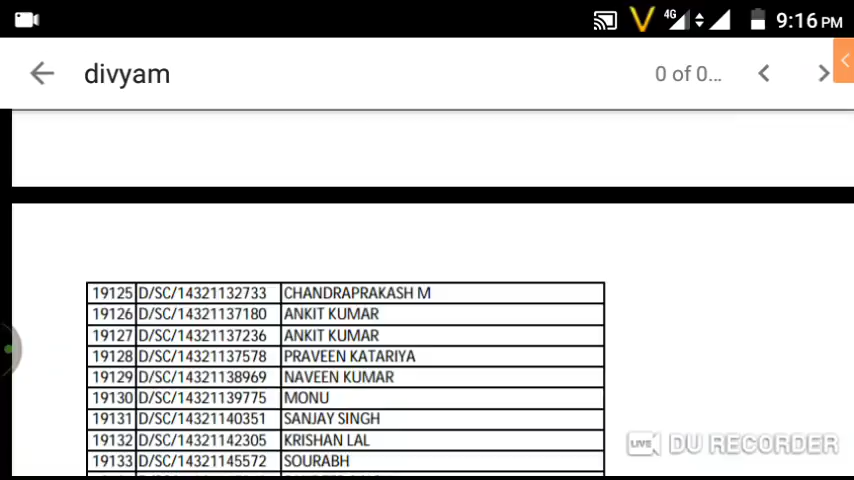 4G 9:16 PM
divyam 0 of 0...
19125 D/SC/14321132733 CHANDRAPRAKASH M
19126 D/SC/14321137180 ANKIT KUMAR
19127 D/SC/14321137236 ANKIT KUMAR
19128 D/SC/14321137578 PRAVEEN KATARIYA
19129 D/SC/14321138969 NAVEEN KUMAR
19130 D/SC/14321139775 MONU
19131 D/SC/14321140351 SANJAY SINGH
19132 D/SC/14321142305 KRISHAN LAL
19133 D/SC/14321145572 SOURABH
LIVE DU RECORDER